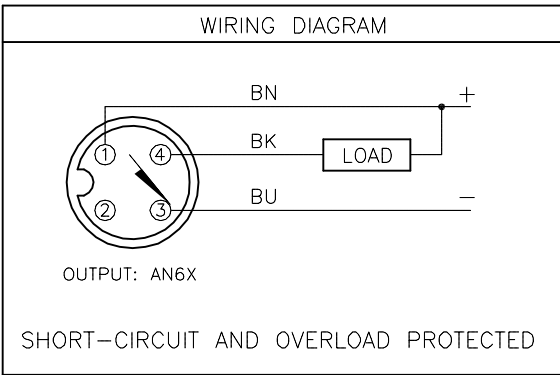 WIRING DIAGRAM
BN
+
1
4
BK
LOAD
2
3
BU
−
OUTPUT: AN6X
SHORT-CIRCUIT AND OVERLOAD PROTECTED